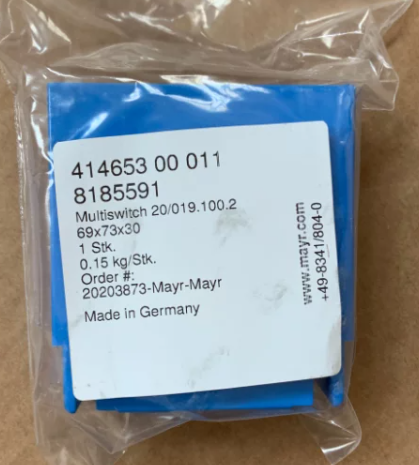 414653 00 011
8185591
Multiswitch 20/019.100.2
69x73x30
1 Stk.
0.15 kg/Stk.
Order #:
20203873-Mayr-Mayr
Made in Germany
www.mayr.com
+49-8341/804-0